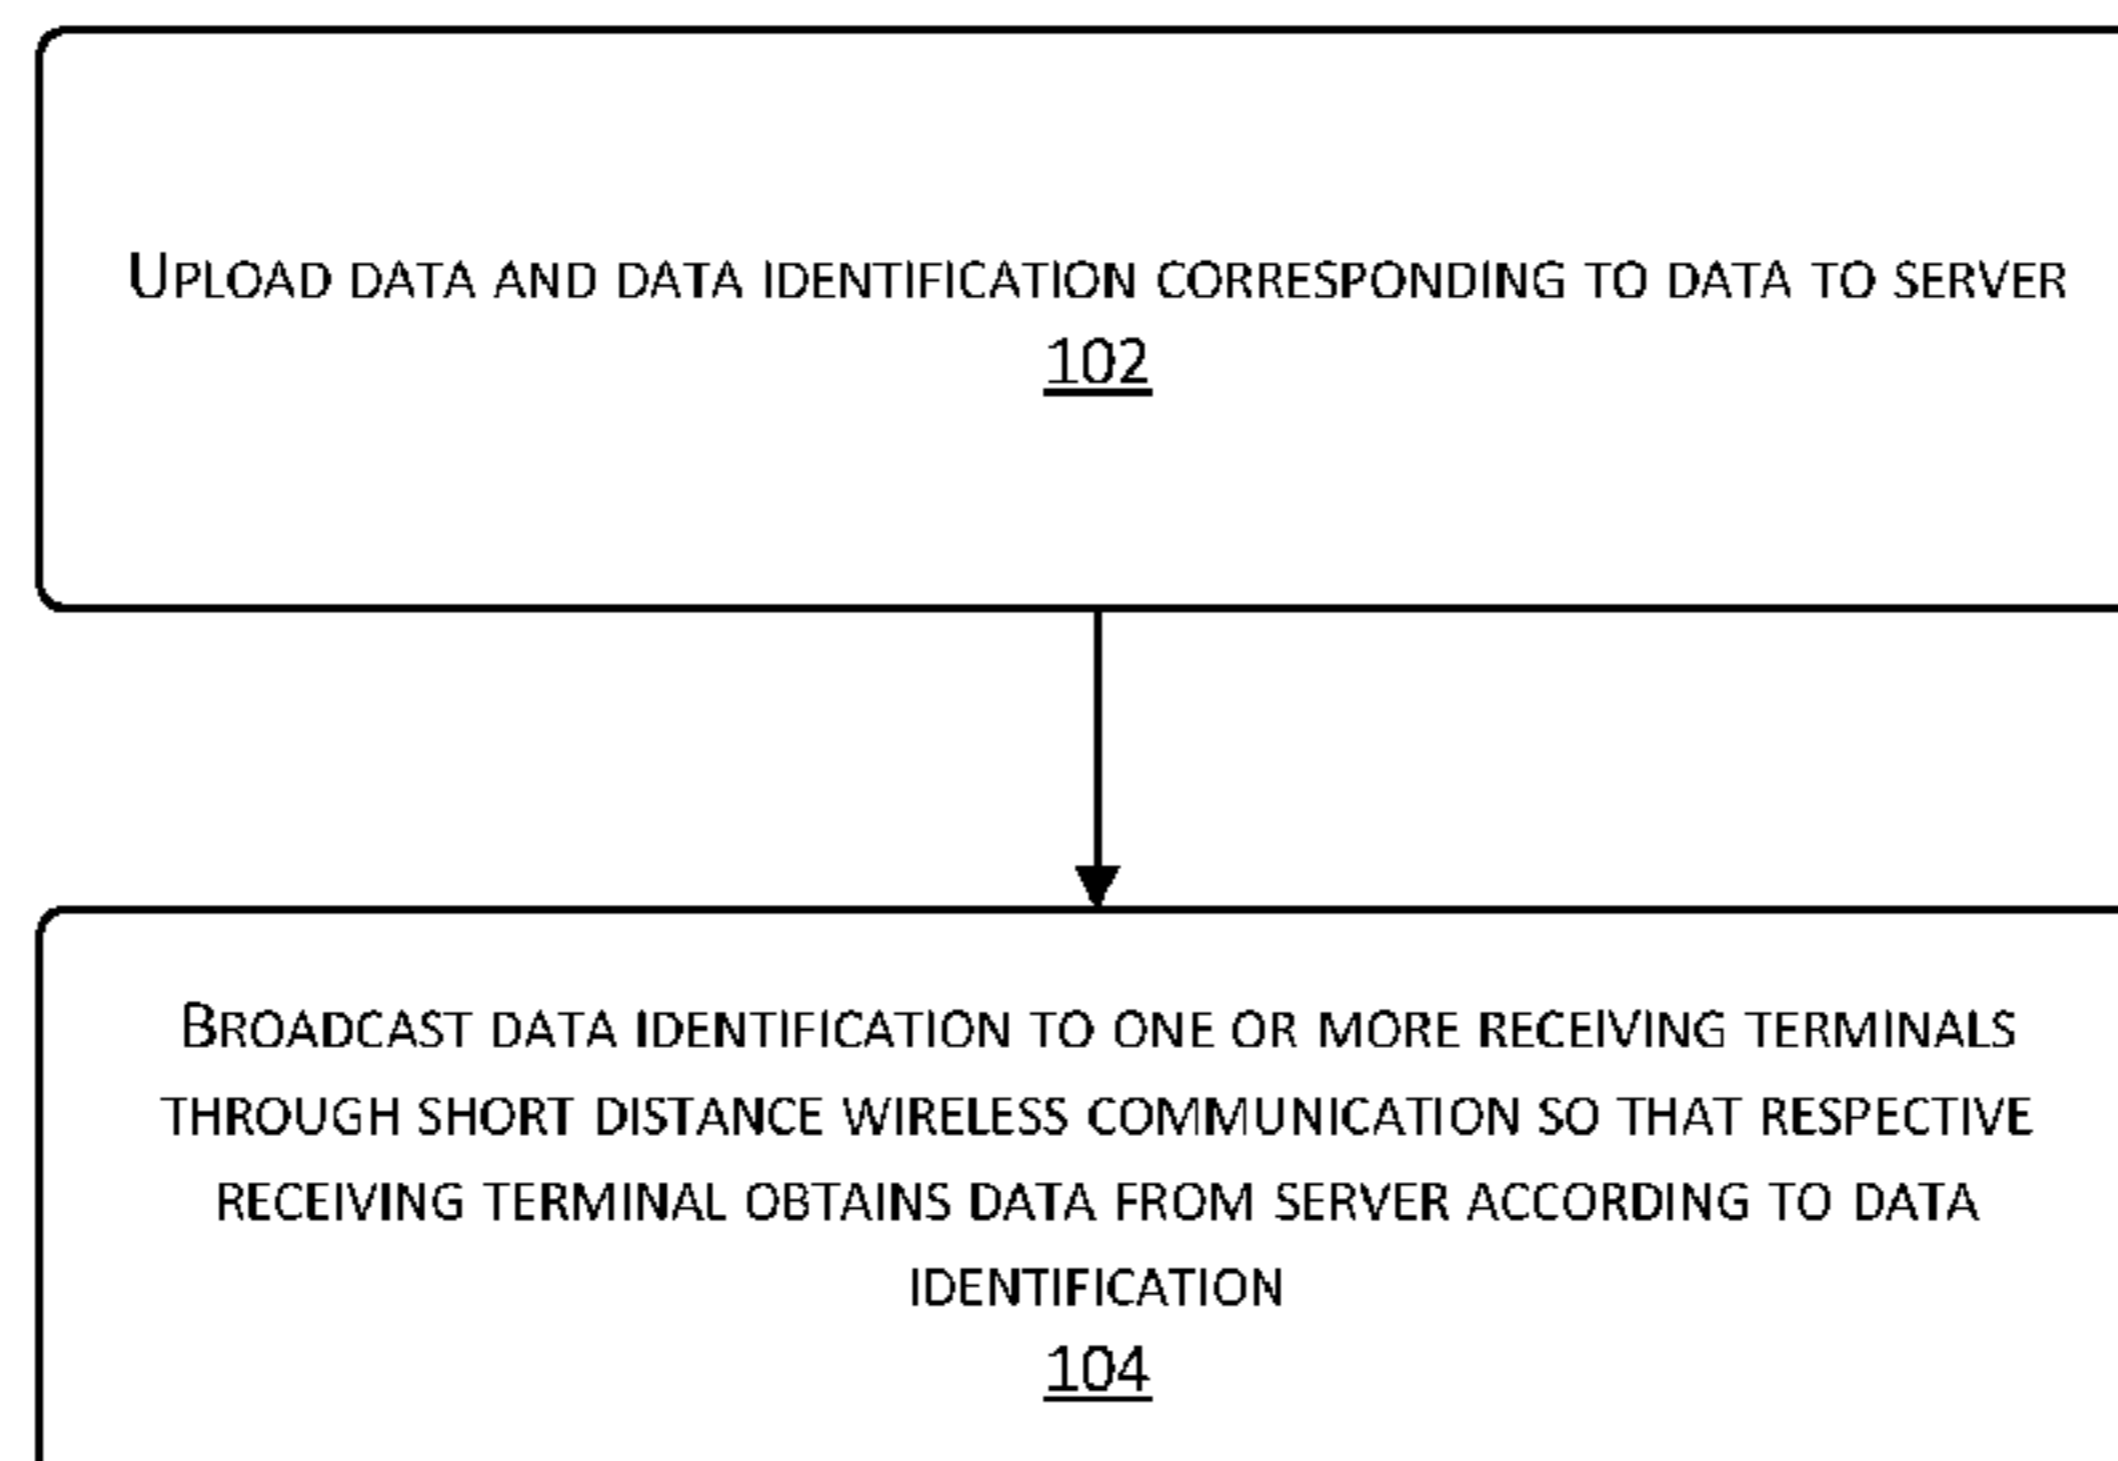 UPLOAD DATA AND DATA IDENTIFICATION CORRESPONDING TO DATA TO SERVER
102
BROADCAST DATA IDENTIFICATION TO ONE OR MORE RECEIVING TERMINALS
THROUGH SHORT DISTANCE WIRELESS COMMUNICATION SO THAT RESPECTIVE
RECEIVING TERMINAL OBTAINS DATA FROM SERVER ACCORDING TO DATA
IDENTIFICATION
104